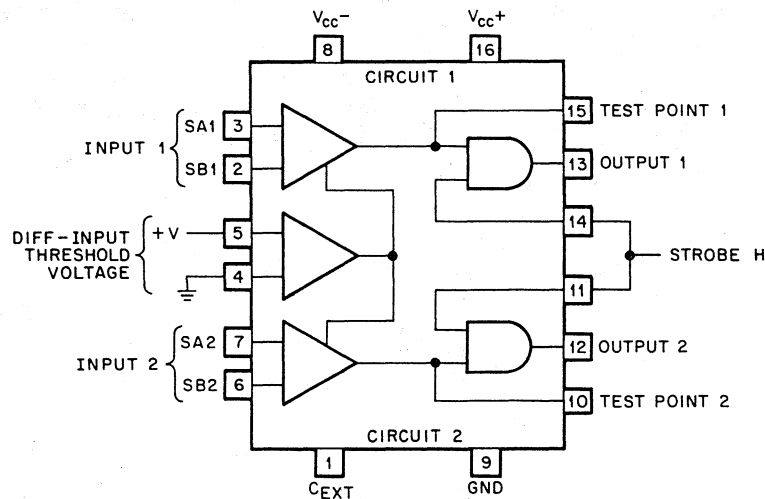 VCC-
VCC+
8
16
CIRCUIT 1
INPUT 1
SA1 3
SB1 2
15 TEST POINT 1
13 OUTPUT 1
14
DIFF-INPUT
THRESHOLD
VOLTAGE
+V 5
4
STROBE H
11
INPUT 2
SA2 7
SB2 6
12 OUTPUT 2
10 TEST POINT 2
CIRCUIT 2
1
9
CEXT
GND